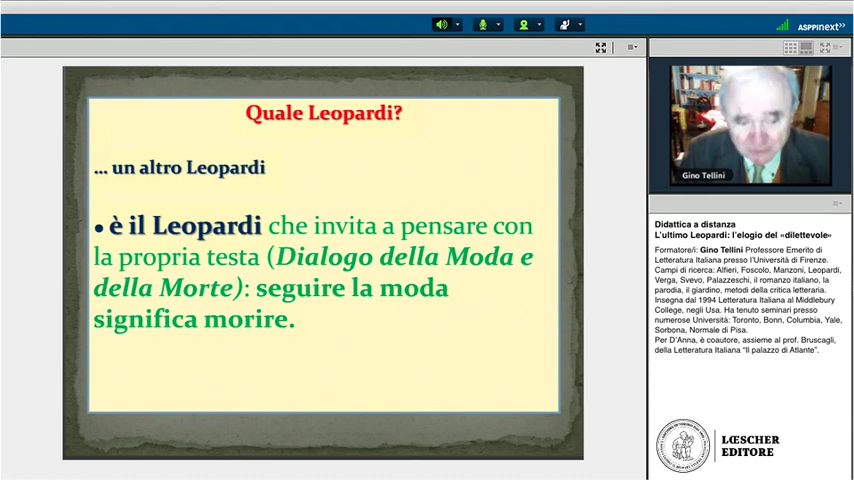 ASPPInext>>
Quale Leopardi?
... un altro Leopardi
• è il Leopardi che invita a pensare con
la propria testa (Dialogo della Moda e
della Morte): seguire la moda
significa morire.
Gino Tellini
Didattica a distanza
L'ultimo Leopardi: l'elogio del «dilettevole»
Formatore/i: Gino Tellini Professore Emerito di
Letteratura Italiana presso l'Università di Firenze.
Campi di ricerca: Alfieri, Foscolo, Manzoni, Leopardi,
Verga, Svevo, Palazzeschi, il romanzo italiano, la
parodia, il giardino, metodi della critica letteraria.
Insegna dal 1994 Letteratura Italiana al Middlebury
College, negli Usa. Ha tenuto seminari presso
numerose Università: Toronto, Bonn, Columbia, Yale,
Sorbona, Normale di Pisa.
Per D'Anna, è coautore, assieme al prof. Bruscagli,
della Letteratura Italiana "Il palazzo di Atlante".
LŒSCHER
EDITORE